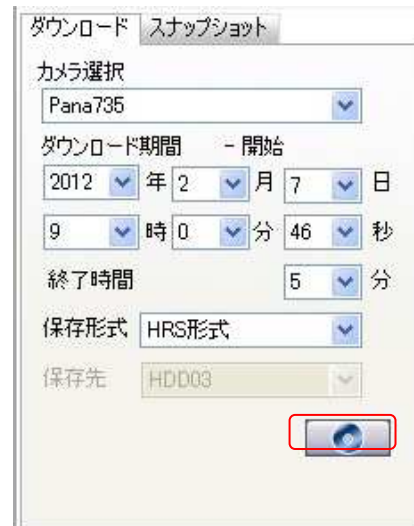 ダウンロード スナップショット
カメラ選択
Pana735
ダウンロード期間 - 開始
2012 年 2 月 7 日
9 時 0 分 46 秒
終了時間 5 分
保存形式 HRS形式
保存先 HDD03